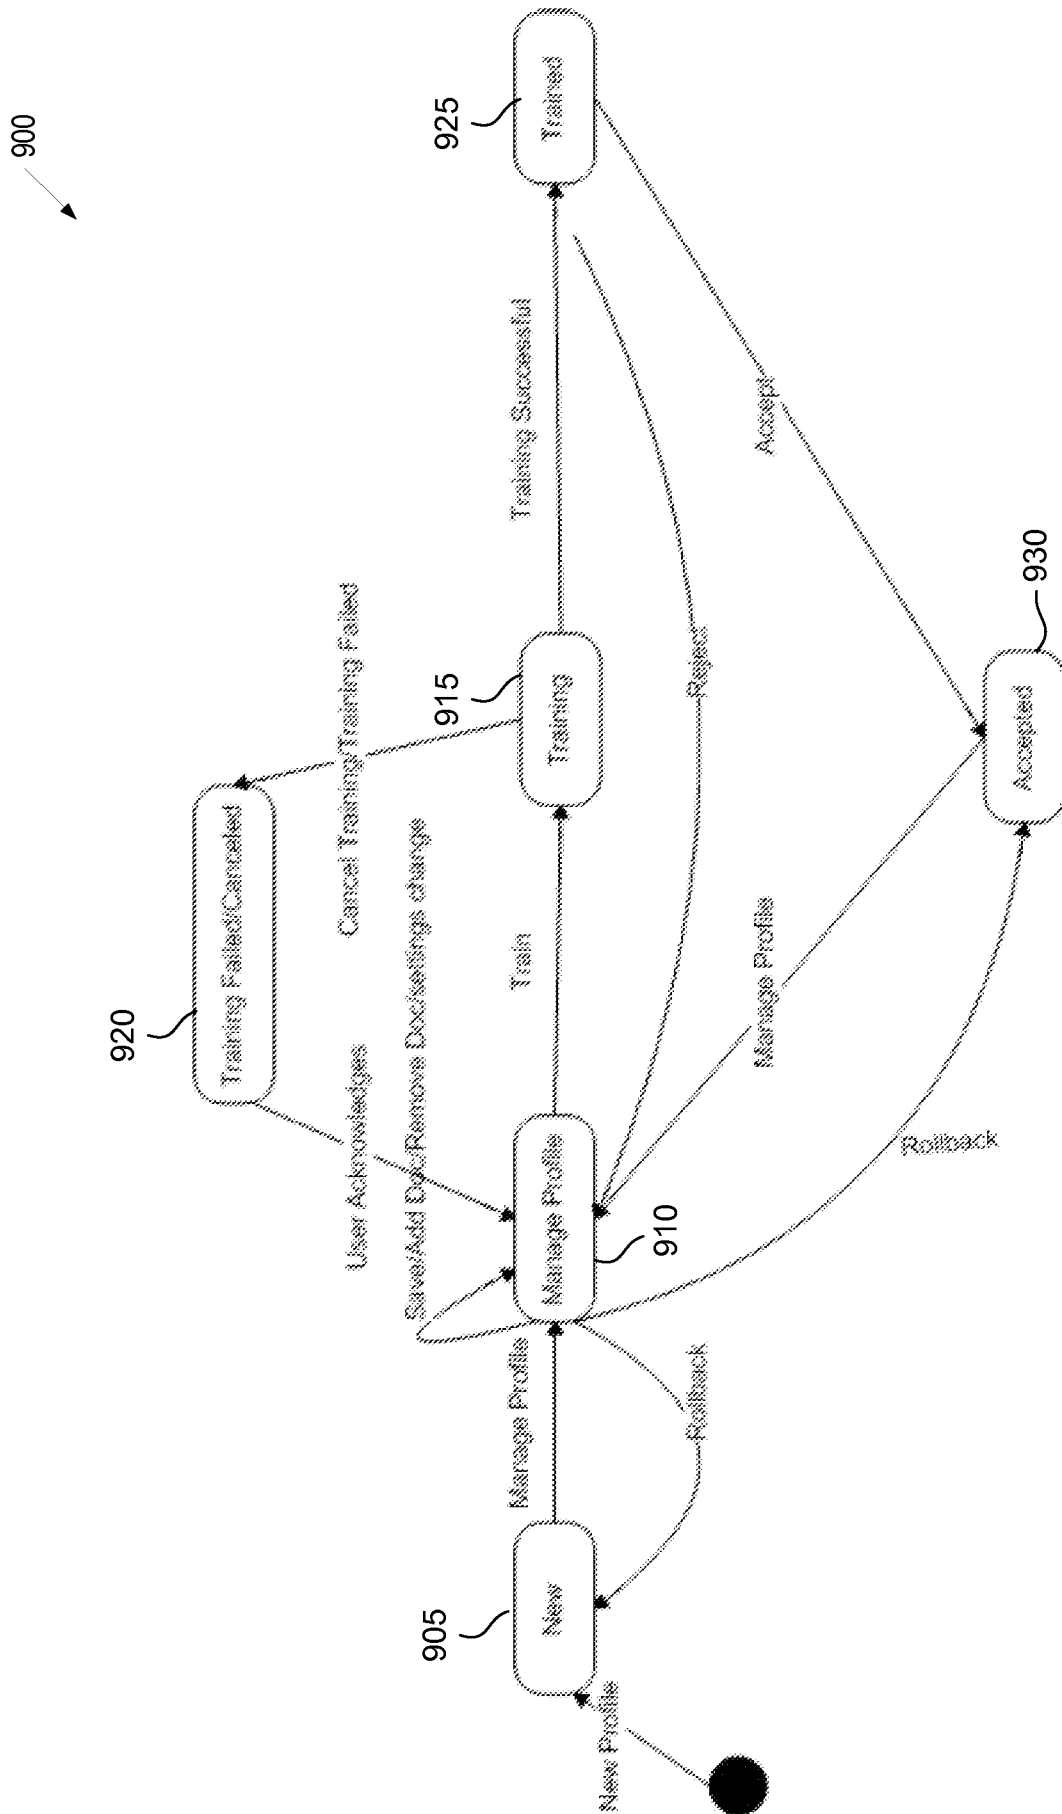 900
920
Training Failed/Canceled
User Acknowledges
Cancel Training/Training Failed
Save/Add Doc/Remove Doc/settings change
905
915
925
Manage Profile
Train
Training Successful
New Profile
New
Manage Profile
Training
Trained
910
Rollback
Reject
Manage Profile
Accept
Rollback
Accepted
930